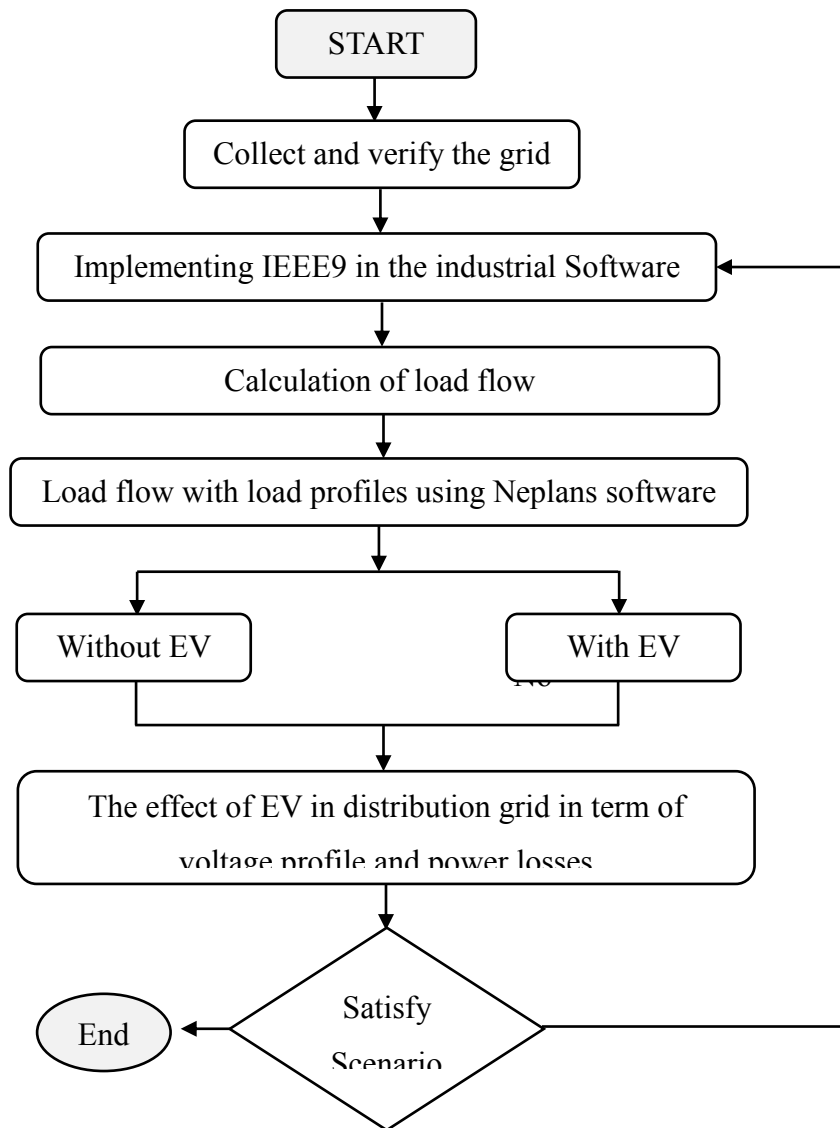 START
Collect and verify the grid
Implementing IEEE9 in the industrial Software
Calculation of load flow
Load flow with load profiles using Neplans software
Without EV
With EV
No
The effect of EV in distribution grid in term of
voltage profile and power losses
Satisfy
Scenario
End